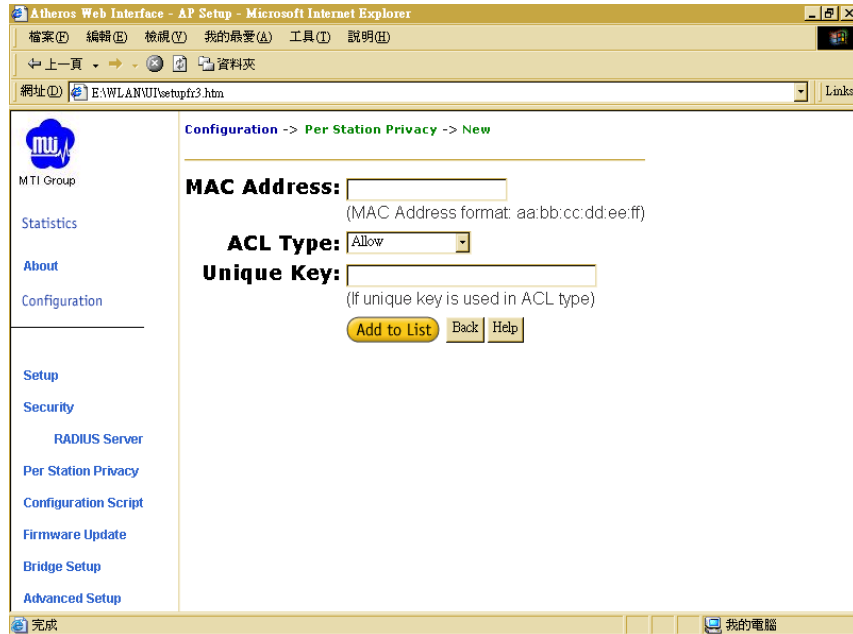 Atheros Web Interface - AP Setup - Microsoft Internet Explorer
檔案(F) 編輯(E) 檢視(V) 我的最愛(A) 工具(T) 說明(H)
上一頁 資料夾
網址(D) E:\WLAN\UI\setupfr3.htm Links
mti
MTI Group
Statistics
About
Configuration
Setup
Security
RADIUS Server
Per Station Privacy
Configuration Script
Firmware Update
Bridge Setup
Advanced Setup
Configuration -> Per Station Privacy -> New
MAC Address:
(MAC Address format: aa:bb:cc:dd:ee:ff)
ACL Type: Allow
Unique Key:
(If unique key is used in ACL type)
Add to List Back Help
完成 我的電腦